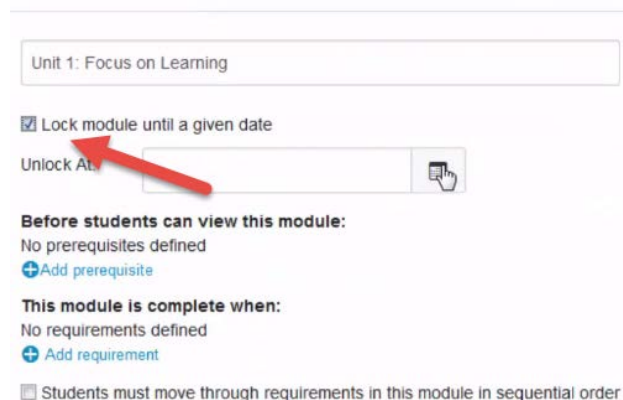 Unit 1: Focus on Learning
Lock module until a given date
Unlock At:
Before students can view this module:
No prerequisites defined
Add prerequisite
This module is complete when:
No requirements defined
Add requirement
Students must move through requirements in this module in sequential order